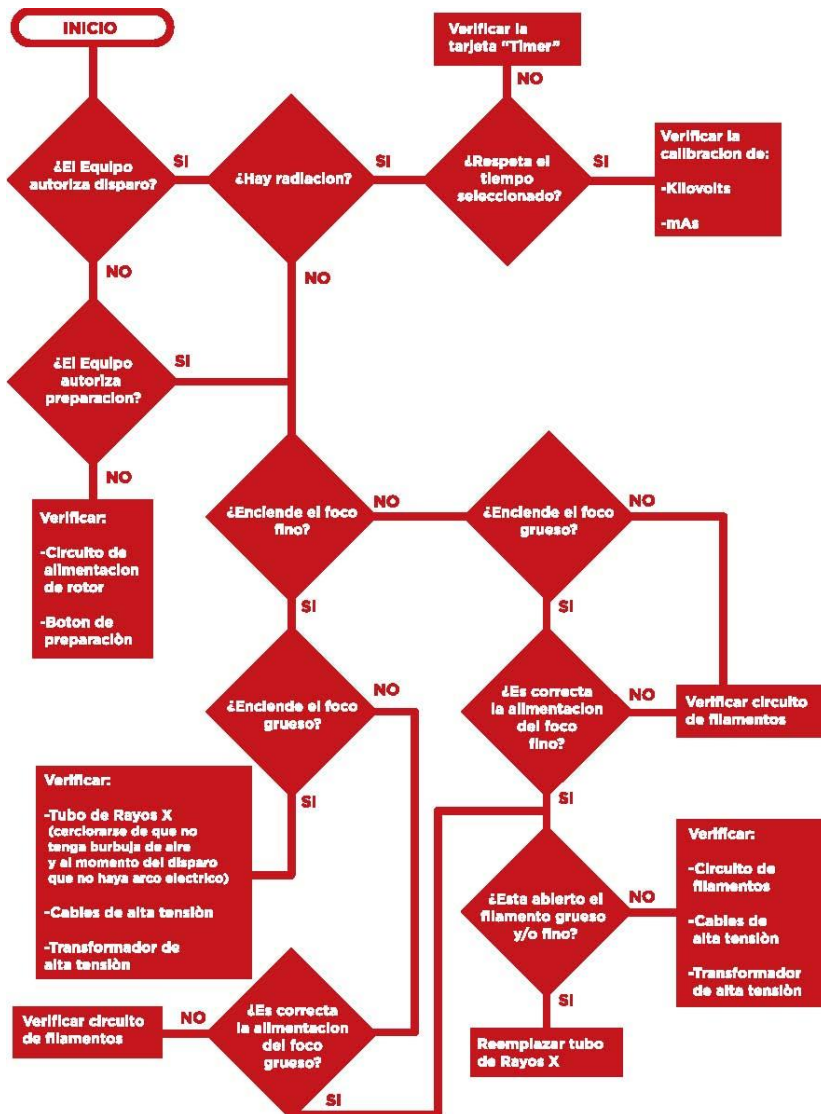 INICIO
Verificar la
tarjeta "Timer"
NO
¿El Equipo
autoriza disparo?
SI
¿Hay radiacion?
SI
¿Respeta el
tiempo
seleccionado?
SI
Verificar la
calibracion de:
-Kilovolts
-mAs
NO
NO
¿El Equipo
autoriza
preparacion?
SI
NO
Verificar:
-Circuito de
alimentacion
de rotor
-Boton de
preparaciòn
¿Enciende el foco
fino?
NO
¿Enciende el foco
grueso?
NO
SI
SI
¿Enciende el foco
grueso?
NO
¿Es correcta
la alimentacion
del foco
fino?
NO
Verificar circuito
de filamentos
SI
SI
Verificar:
-Tubo de Rayos X
(cerciorarse de que no
tenga burbuja de aire
y al momento del disparo
que no haya arco electrico)
-Cables de alta tensiòn
-Transformador de
alta tensiòn
¿Esta abierto el
filamento grueso
y/o fino?
NO
Verificar:
-Circuito de
filamentos
-Cables de
alta tensiòn
-Transformador
de alta tensiòn
SI
Reemplazar tubo
de Rayos X
Verificar circuito
de filamentos
NO
¿Es correcta
la alimentacion
del foco
grueso?
SI